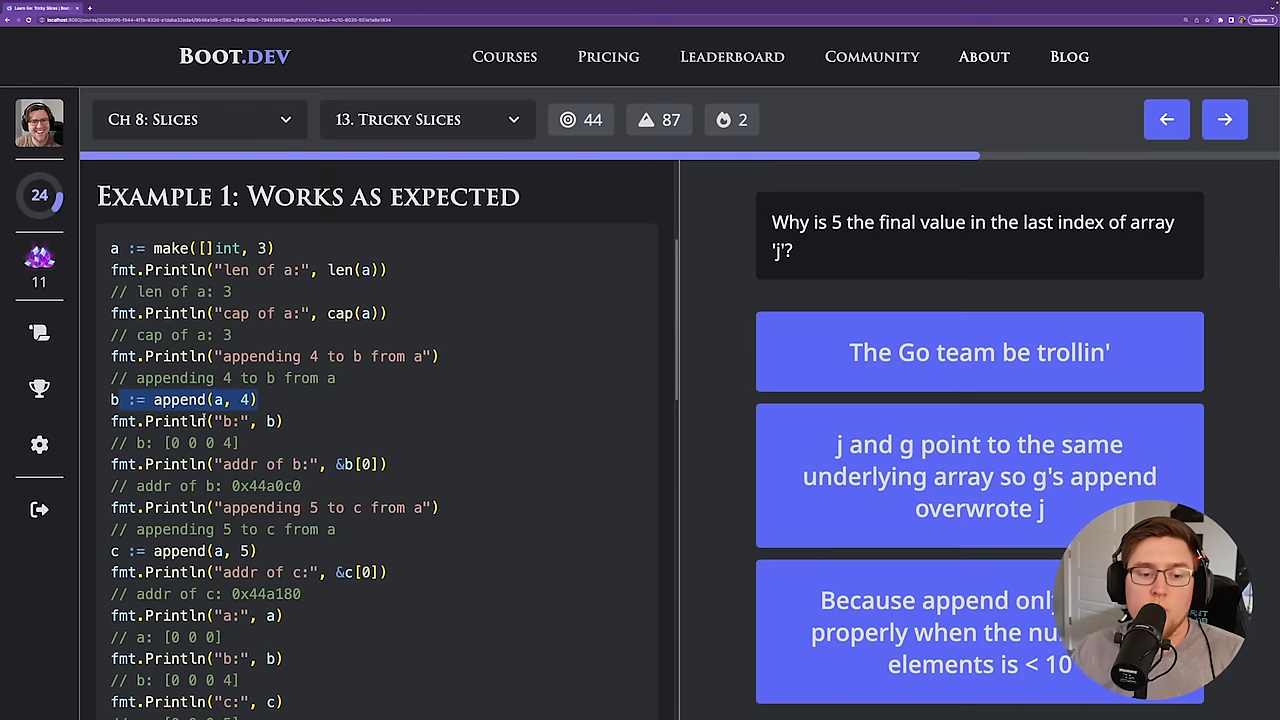 Learn Go: Tricky Slices | Boot.
Update
BOOT.DEV
COURSES
PRICING
LEADERBOARD
COMMUNITY
ABOUT
BLOG
CH 8: SLICES
13. TRICKY SLICES
44
87
2
24
11
EXAMPLE 1: WORKS AS EXPECTED
a := make([]int, 3)
fmt.Println("len of a:", len(a))
// len of a: 3
fmt.Println("cap of a:", cap(a))
// cap of a: 3
fmt.Println("appending 4 to b from a")
// appending 4 to b from a
b := append(a, 4)
fmt.Println("b:", b)
// b: [0 0 0 4]
fmt.Println("addr of b:", &b[0])
// addr of b: 0x44a0c0
fmt.Println("appending 5 to c from a")
// appending 5 to c from a
c := append(a, 5)
fmt.Println("addr of c:", &c[0])
// addr of c: 0x44a180
fmt.Println("a:", a)
// a: [0 0 0]
fmt.Println("b:", b)
// b: [0 0 0 4]
fmt.Println("c:", c)
Why is 5 the final value in the last index of array
'j'?
The Go team be trollin'
j and g point to the same
underlying array so g's append
overwrote j
Because append
properly when the
elements is < 10